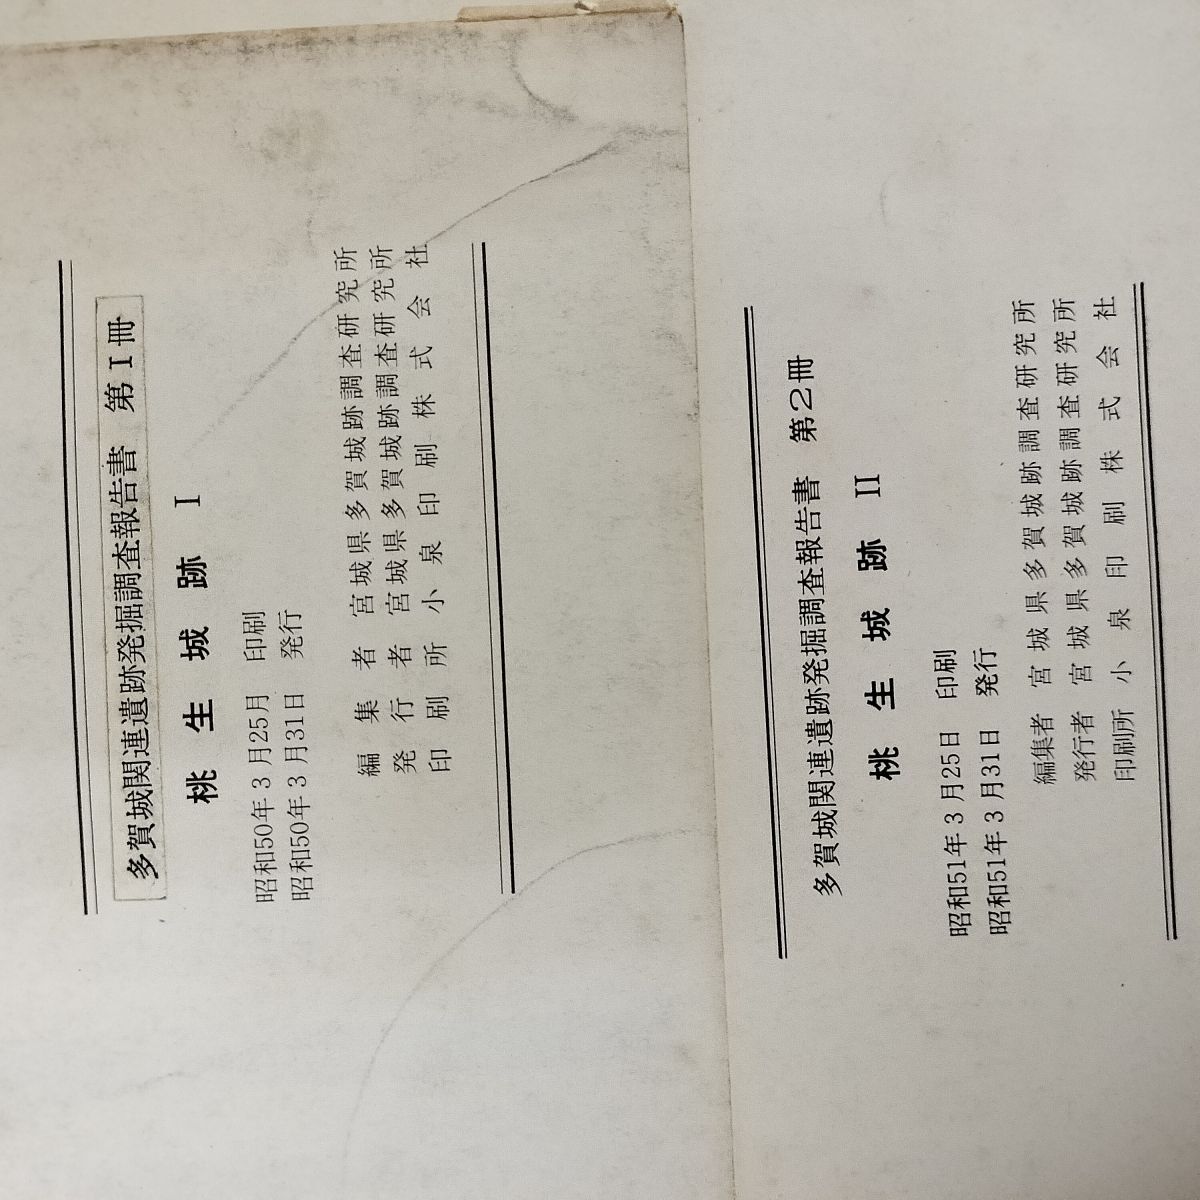 多賀城関連遺跡発掘調査報告書 第Ⅰ冊
桃生城跡 Ⅰ
昭和50年3月25月 印刷
昭和50年3月31日 発行
編集者 宮城県多賀城跡調査研究所
発行者 宮城県多賀城跡調査研究所
印刷所 小泉印刷株式会社
多賀城関連遺跡発掘調査報告書 第2冊
桃生城跡 Ⅱ
昭和51年3月25日 印刷
昭和51年3月31日 発行
編集者 宮城県多賀城跡調査研究所
発行者 宮城県多賀城跡調査研究所
印刷所 小泉印刷株式会社